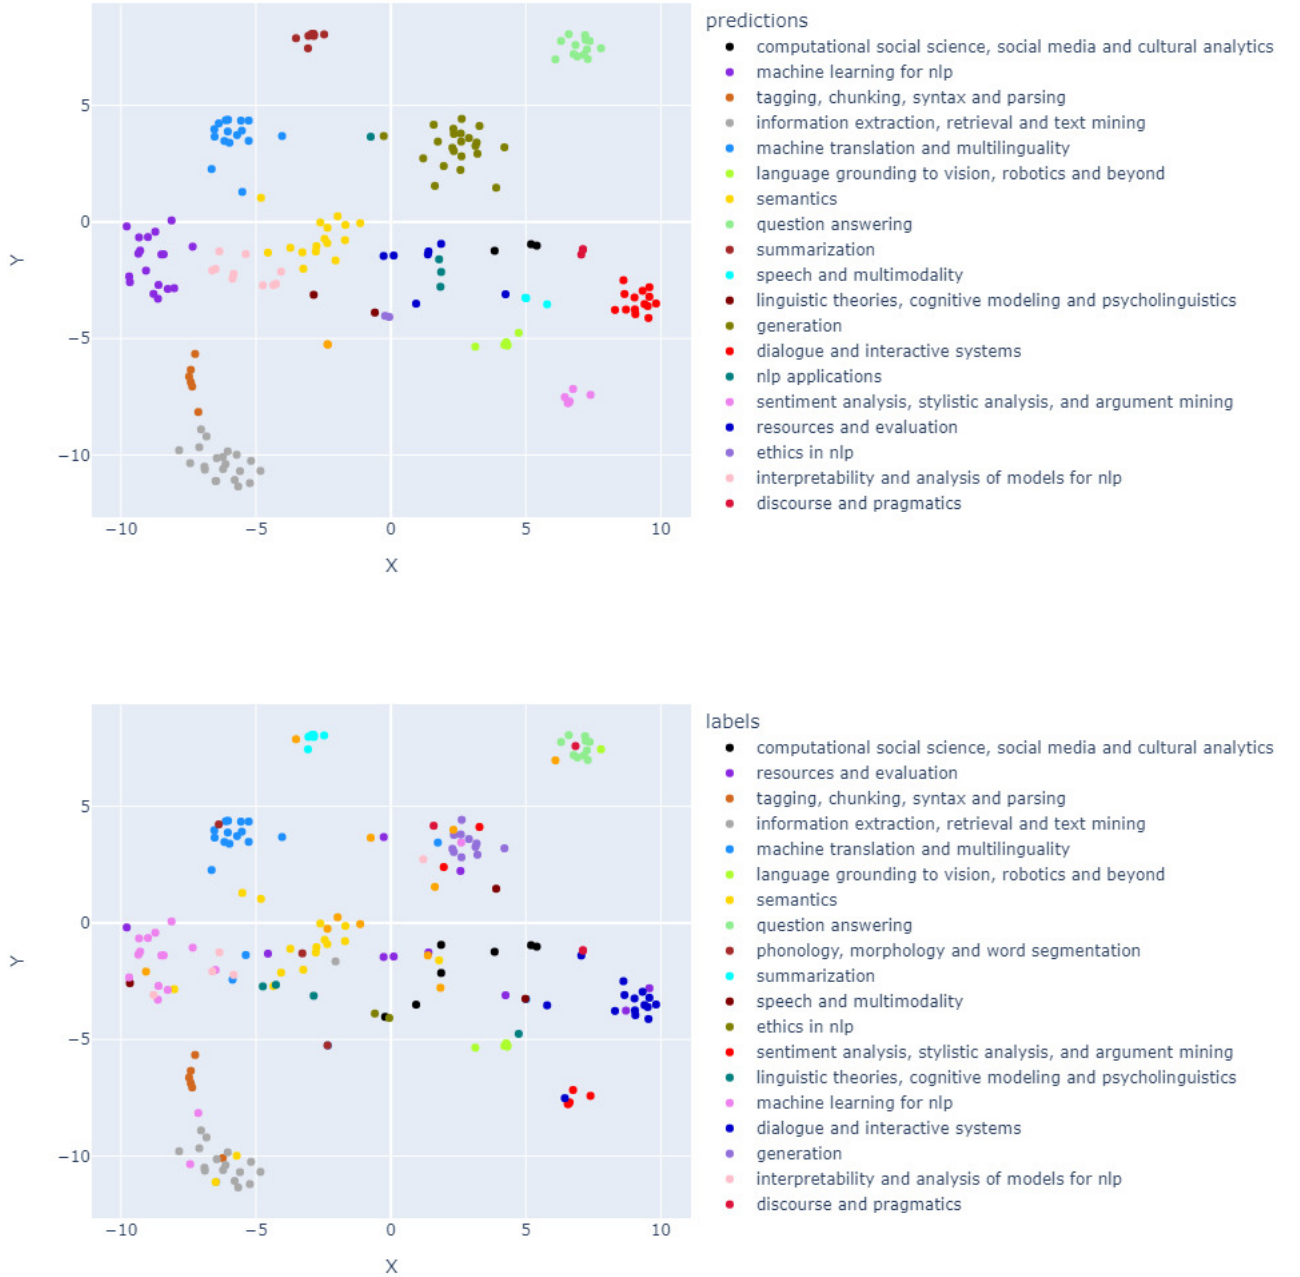 predictions
computational social science, social media and cultural analytics
machine learning for nlp
tagging, chunking, syntax and parsing
information extraction, retrieval and text mining
machine translation and multilinguality
language grounding to vision, robotics and beyond
semantics
question answering
summarization
speech and multimodality
linguistic theories, cognitive modeling and psycholinguistics
generation
dialogue and interactive systems
nlp applications
sentiment analysis, stylistic analysis, and argument mining
resources and evaluation
ethics in nlp
interpretability and analysis of models for nlp
discourse and pragmatics
5
0
−5
−10
Y
−10 −5 0 5 10
X
labels
computational social science, social media and cultural analytics
resources and evaluation
tagging, chunking, syntax and parsing
information extraction, retrieval and text mining
machine translation and multilinguality
language grounding to vision, robotics and beyond
semantics
question answering
phonology, morphology and word segmentation
summarization
speech and multimodality
ethics in nlp
sentiment analysis, stylistic analysis, and argument mining
linguistic theories, cognitive modeling and psycholinguistics
machine learning for nlp
dialogue and interactive systems
generation
interpretability and analysis of models for nlp
discourse and pragmatics
5
0
−5
−10
Y
−10 −5 0 5 10
X